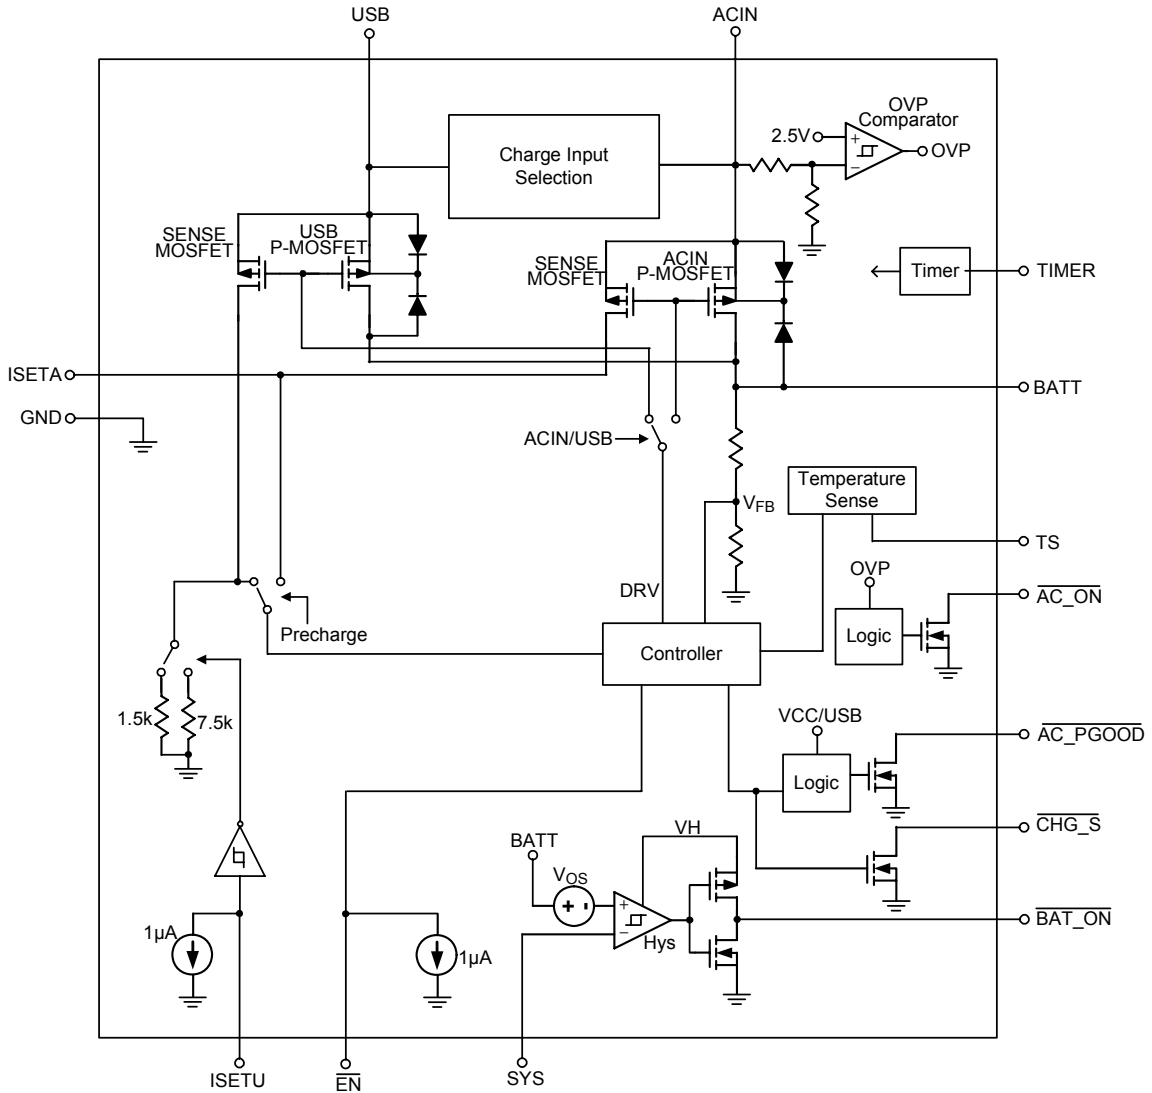 USB
ACIN
OVP
Comparator
2.5V
OVP
Charge Input
Selection
SENSE
MOSFET
USB
P-MOSFET
SENSE
MOSFET
ACIN
P-MOSFET
Timer
TIMER
ISETA
BATT
GND
ACIN/USB
Temperature
Sense
VFB
TS
OVP
DRV
AC_ON
Precharge
Controller
Logic
1.5k
7.5k
VCC/USB
AC_PGOOD
Logic
VH
CHG_S
BATT
VOS
+ -
+
−
Hys
BAT_ON
1µA
1µA
ISETU
EN
SYS